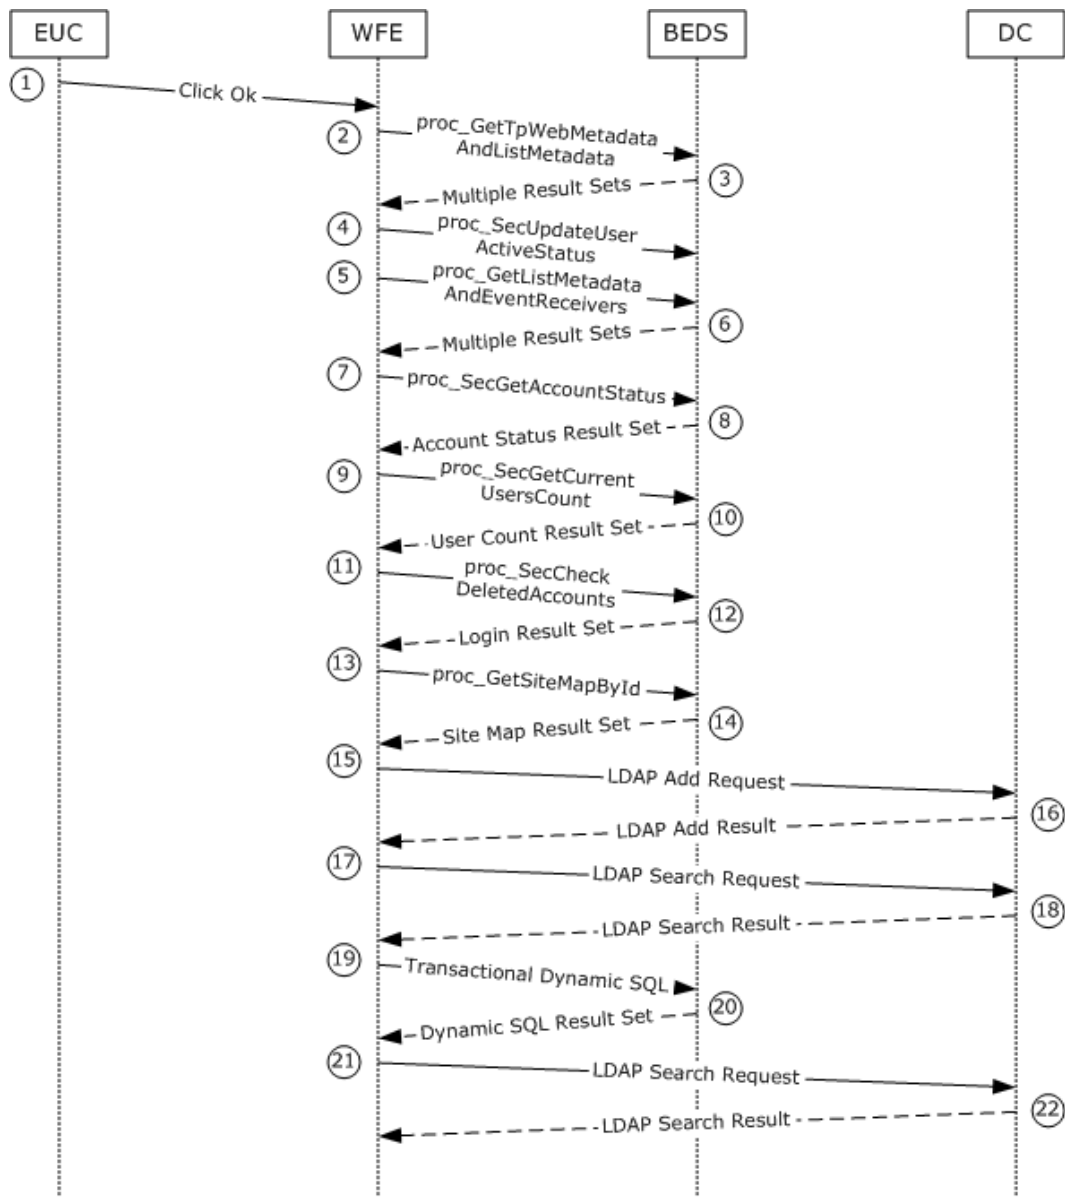 EUC
WFE
BEDS
DC
1
Click Ok
2
proc_GetTpWebMetadata
AndListMetadata
3
Multiple Result Sets
4
proc_SecUpdateUser
ActiveStatus
5
proc_GetListMetadata
AndEventReceivers
6
Multiple Result Sets
7
proc_SecGetAccountStatus
8
Account Status Result Set
9
proc_SecGetCurrent
UsersCount
10
User Count Result Set
11
proc_SecCheck
DeletedAccounts
12
Login Result Set
13
proc_GetSiteMapById
14
Site Map Result Set
15
LDAP Add Request
16
LDAP Add Result
17
LDAP Search Request
18
LDAP Search Result
19
Transactional Dynamic SQL
20
Dynamic SQL Result Set
21
LDAP Search Request
22
LDAP Search Result